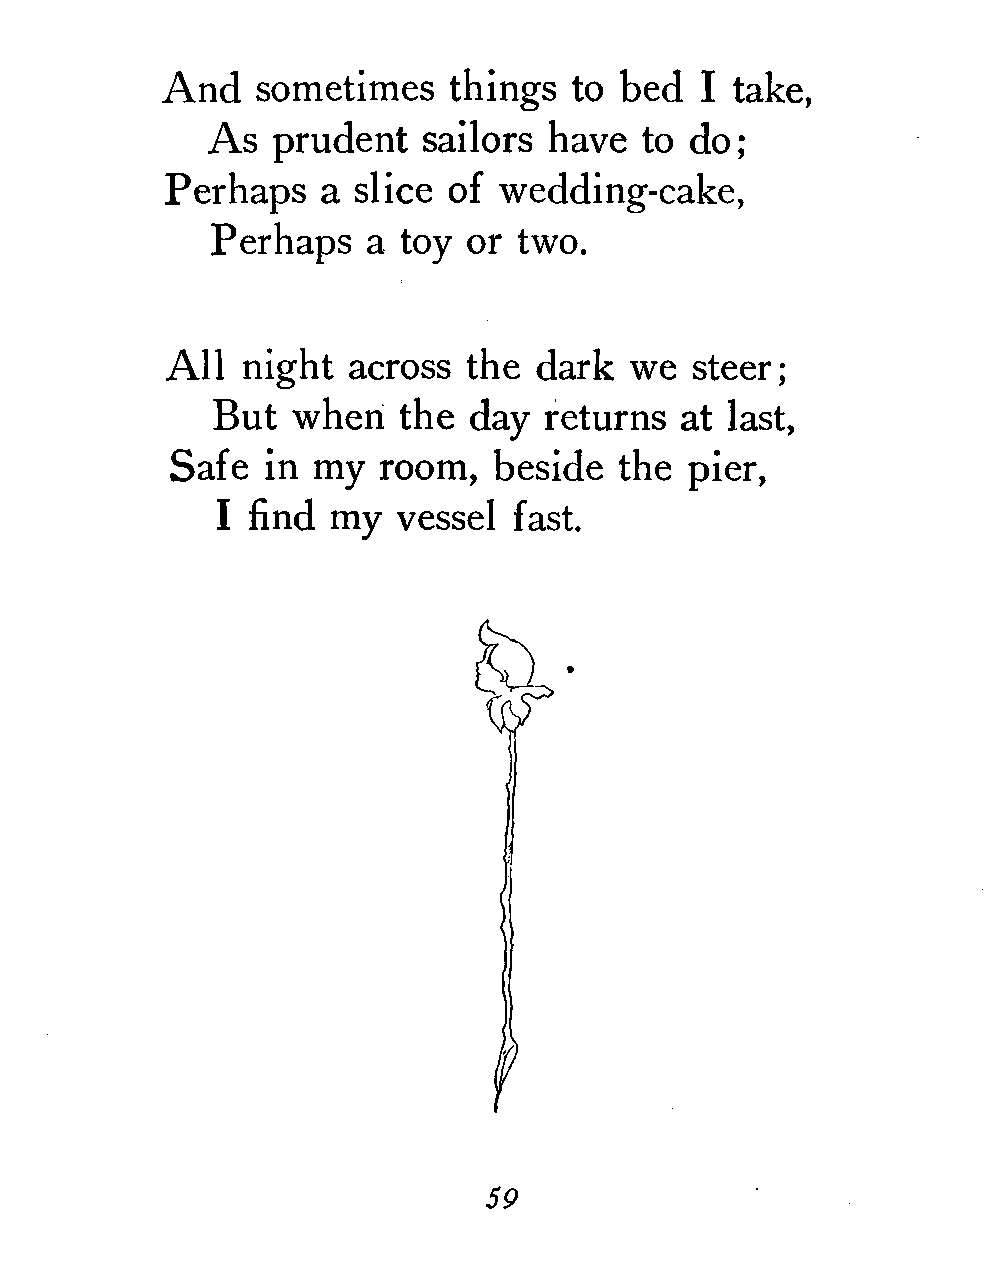 And sometimes things to bed I take,
As prudent sailors have to do;
Perhaps a slice of wedding-cake,
Perhaps a toy or two.
All night across the dark we steer;
But when the day returns at last,
Safe in my room, beside the pier,
I find my vessel fast.
59